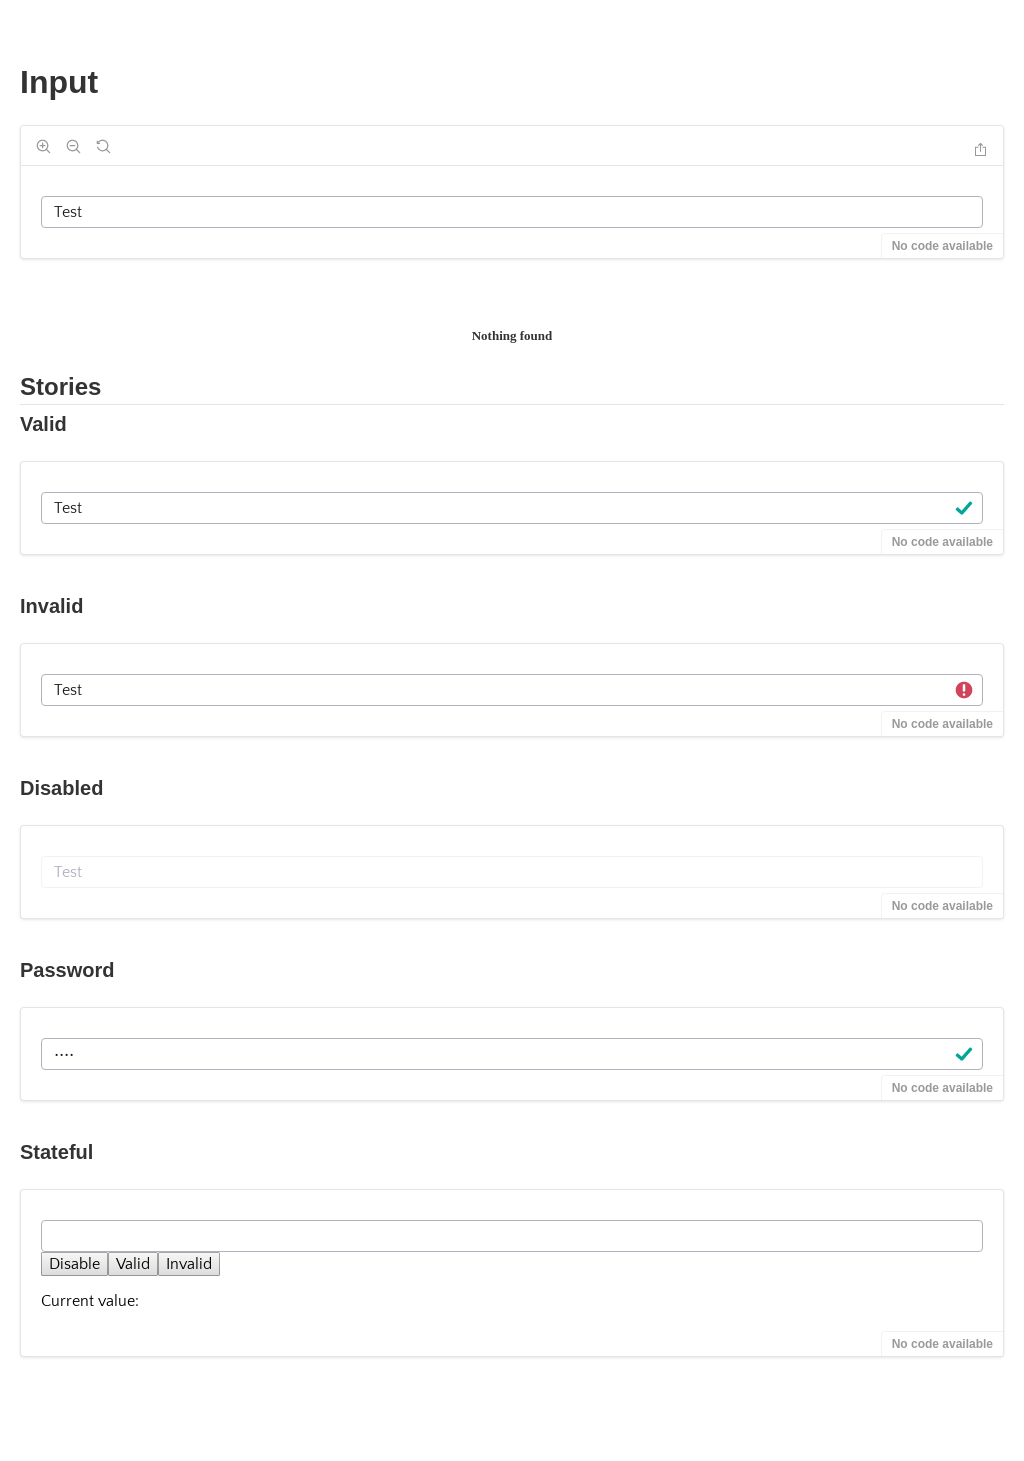 Input
Test
No code available
Nothing found
Stories
Valid
Test
No code available
Invalid
Test
No code available
Disabled
Test
No code available
Password
····
No code available
Stateful
Disable Valid Invalid
Current value:
No code available